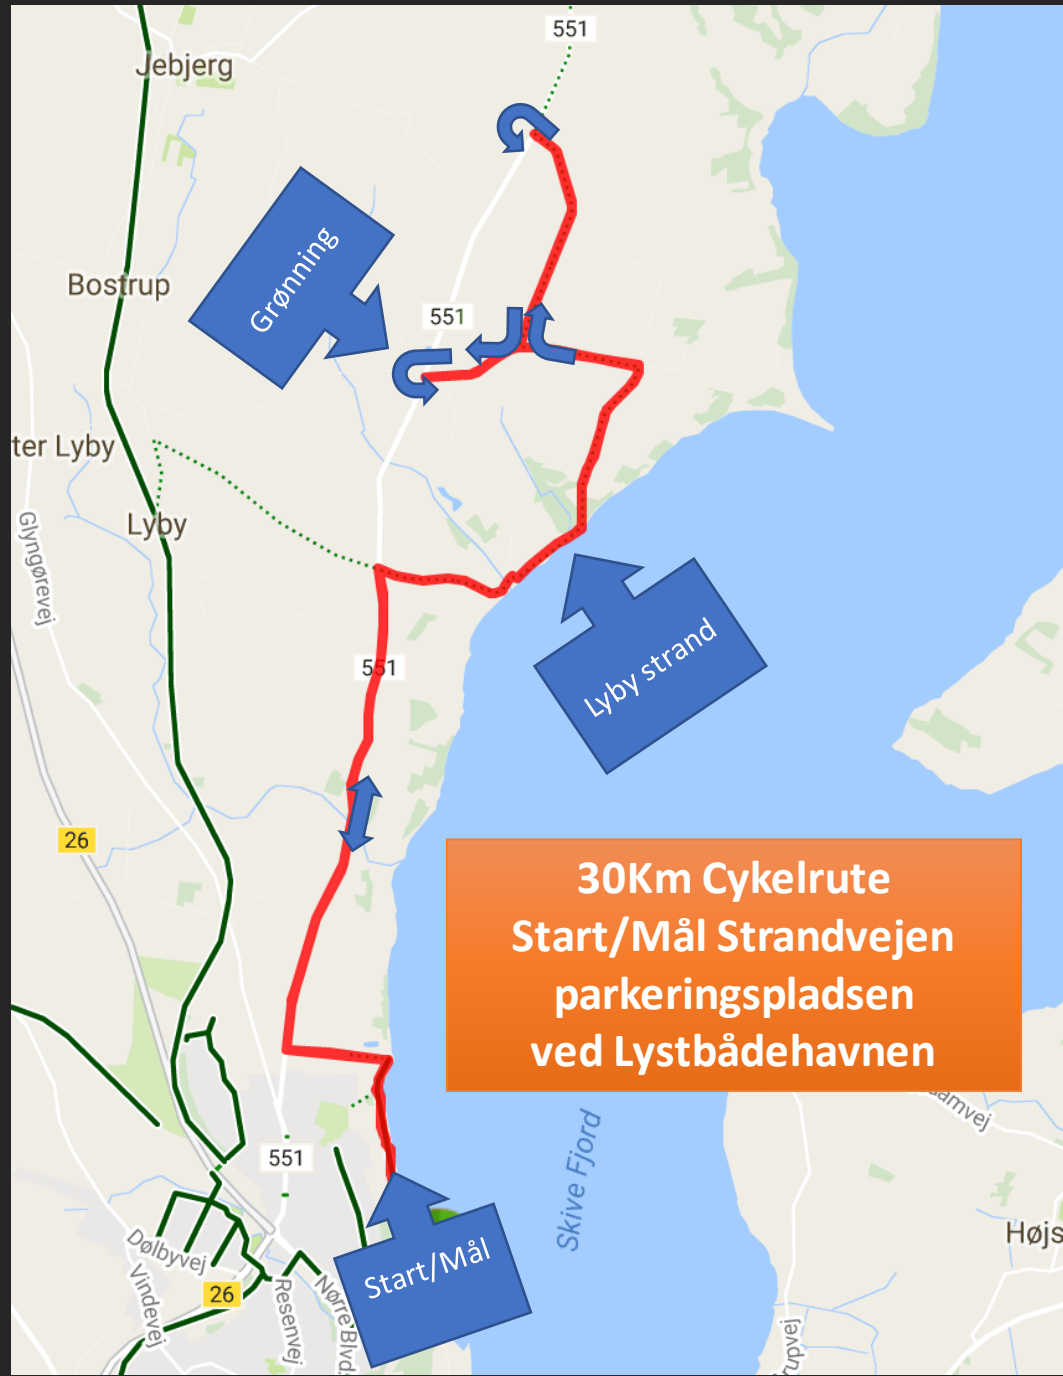 551
Jebjerg
Grønning
Bostrup
551
ter Lyby
Lyby
Glyngørevej
Lyby strand
551
26
30Km Cykelrute
Start/Mål Strandvejen
parkeringspladsen
ved Lystbådehavnen
amvej
551
Skive Fjord
Højs
Dølbyvej
Start/Mål
26
Vindevej
Resenvej
Nørre Blvd